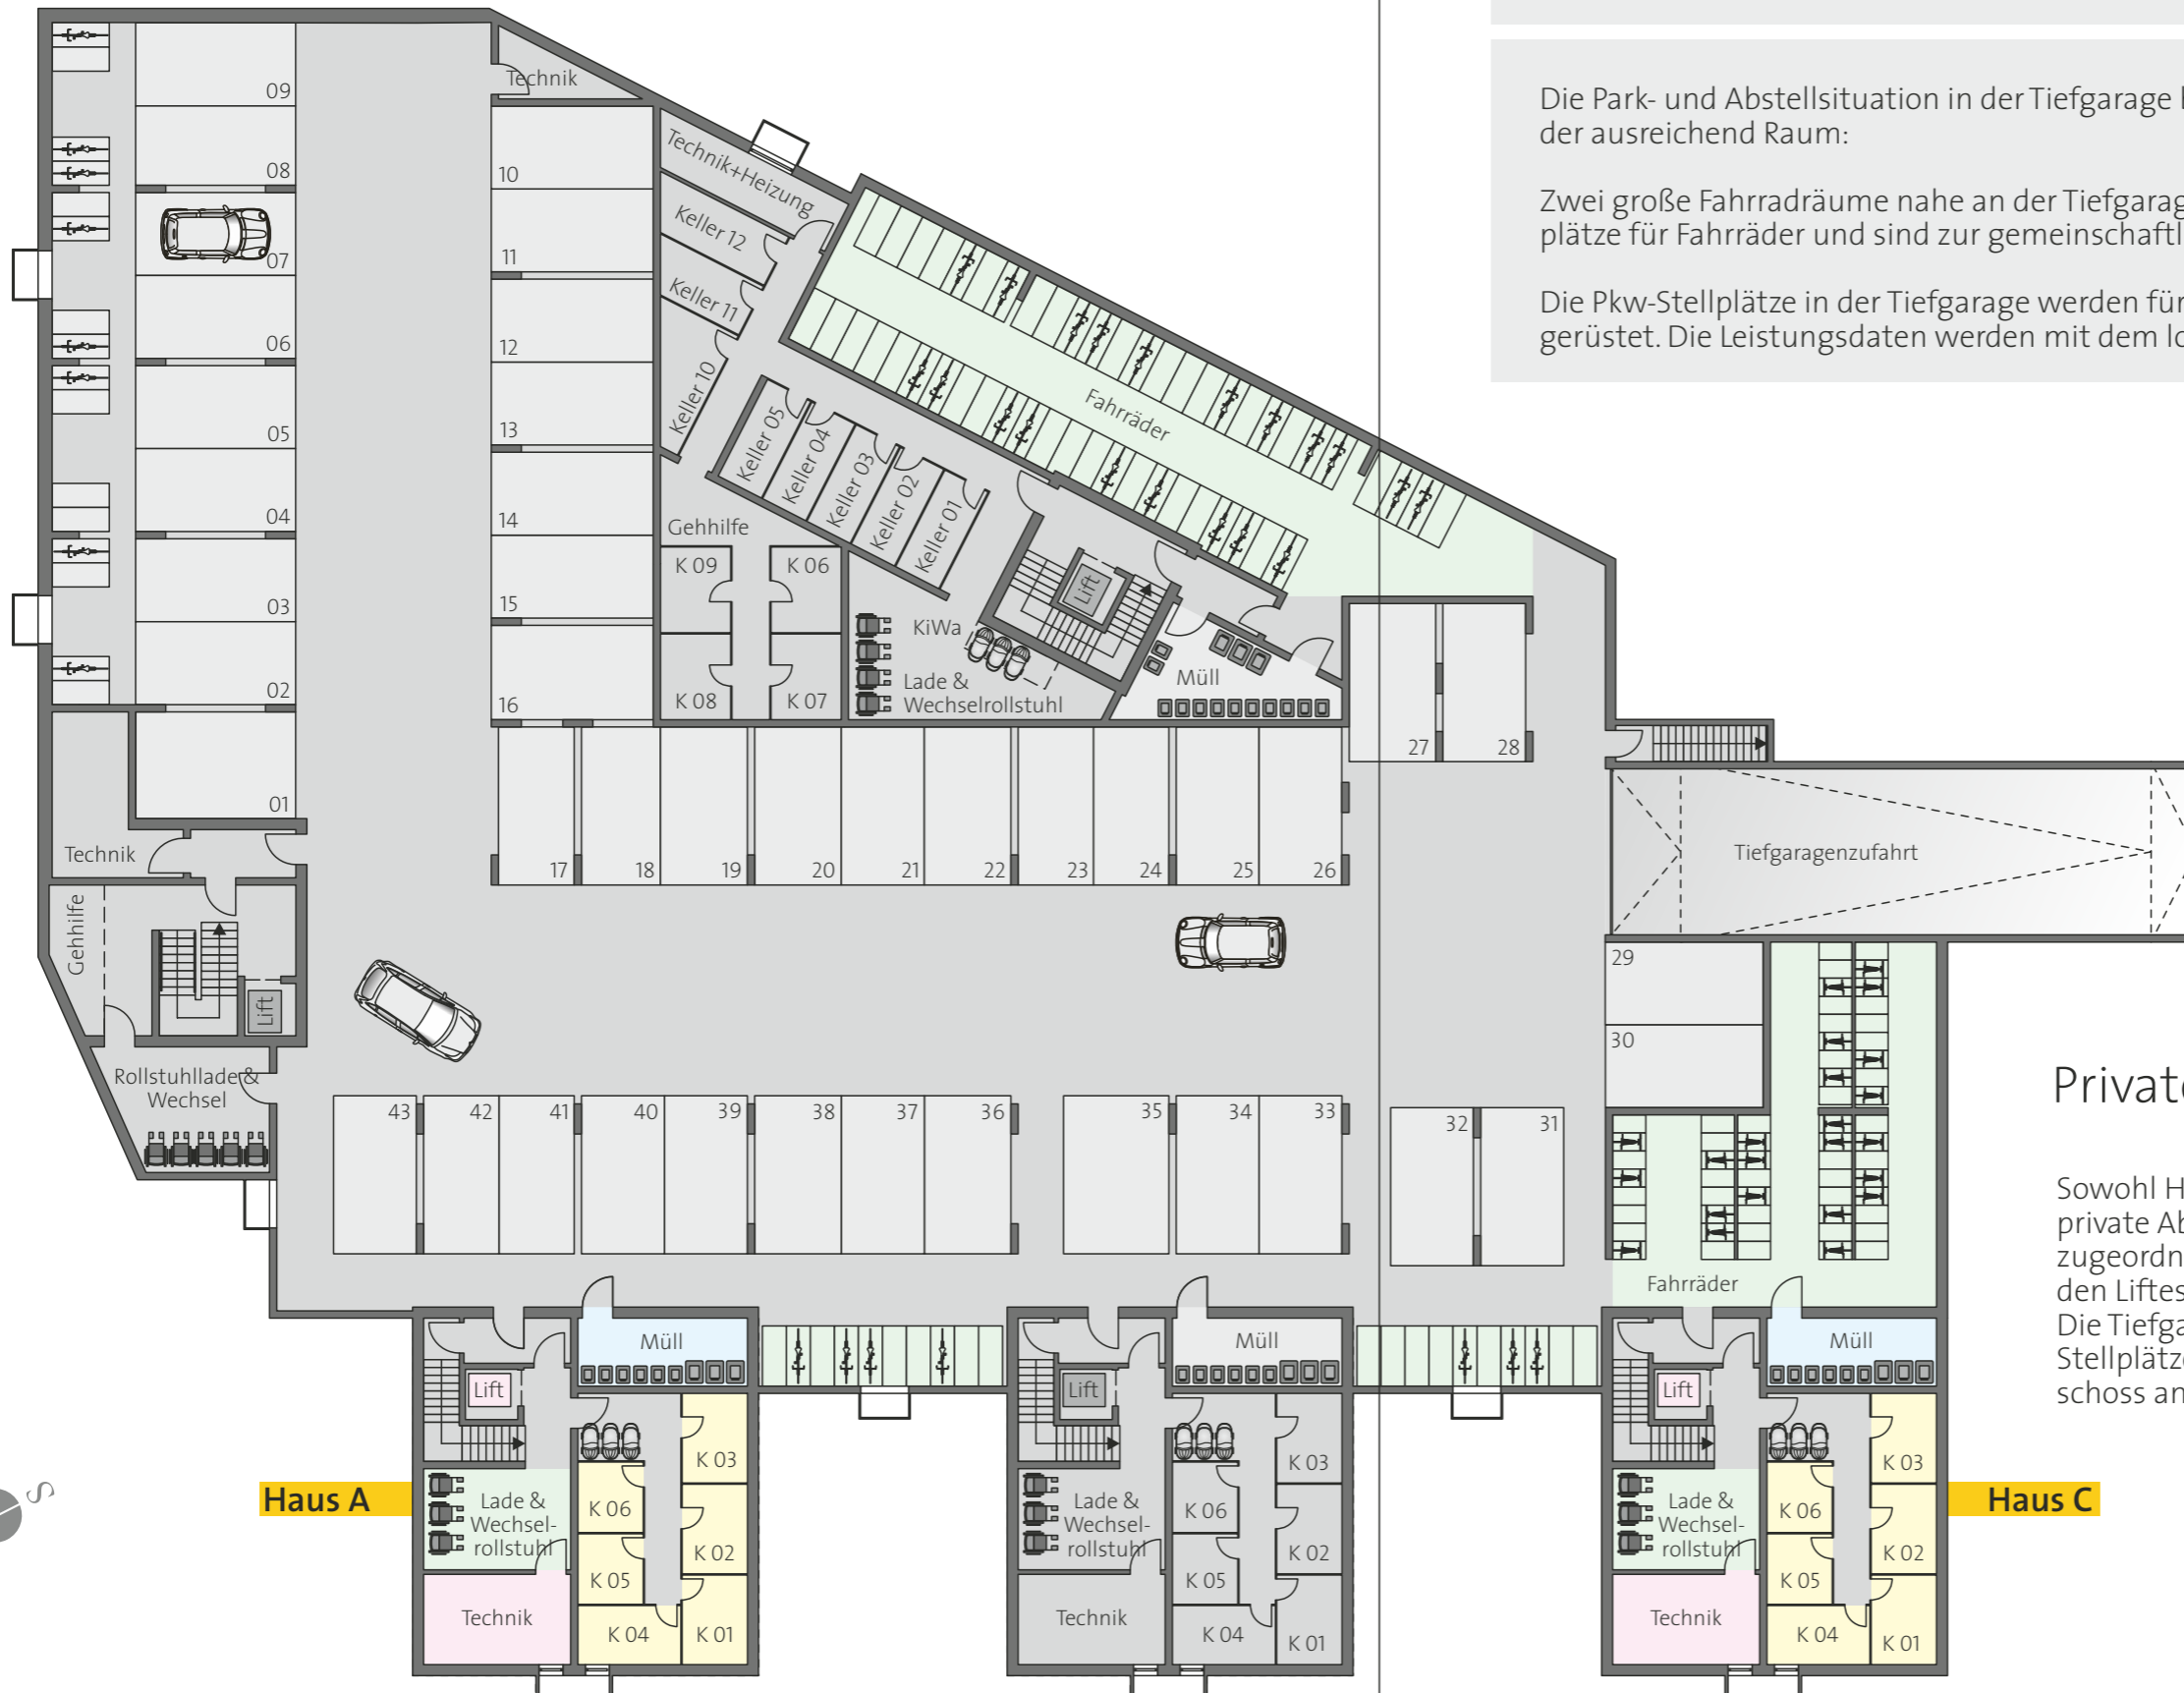 Die Park- und Abstellsituation in der Tiefgarage
der ausreichend Raum:
Zwei große Fahrradräume nahe an der Tiefgarag
plätze für Fahrräder und sind zur gemeinschaftl
Die Pkw-Stellplätze in der Tiefgarage werden für
gerüstet. Die Leistungsdaten werden mit dem lo
Technik
09
08
07
06
05
04
03
02
01
10
11
12
13
14
15
16
Technik+Heizung
Keller 12
Keller 11
Keller 10
Keller 05
Keller 04
Keller 03
Keller 02
Keller 01
Fahrräder
Gehhilfe
K 09
K 06
K 08
K 07
KiWa
Lade &
Wechselrollstuhl
Lift
Müll
27
28
17
18
19
20
21
22
23
24
25
26
Tiefgaragenzufahrt
Technik
Gehhilfe
Lift
Rollstuhllade &
Wechsel
29
30
43
42
41
40
39
38
37
36
35
34
33
32
31
Fahrräder
Private
Sowohl H
private Ab
zugeordn
den Liftes
Die Tiefga
Stellplätze
schoss an
Müll
Lift
K 03
Lade &
Wechsel-
rollstuhl
K 06
K 02
K 05
Technik
K 04
K 01
Haus A
Müll
Lift
K 03
Lade &
Wechsel-
rollstuhl
K 06
K 02
K 05
Technik
K 04
K 01
Müll
Lift
K 03
Lade &
Wechsel-
rollstuhl
K 06
K 02
K 05
Technik
K 04
K 01
Haus C
S